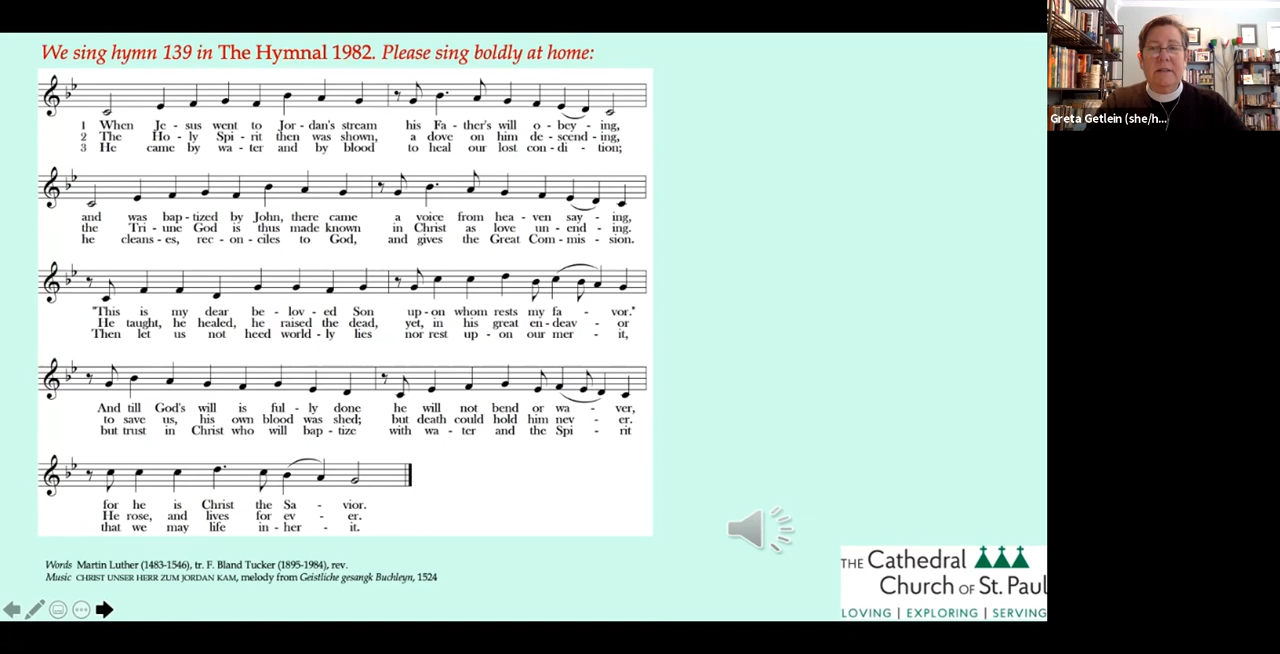 We sing hymn 139 in The Hymnal 1982. Please sing boldly at home:
1 When Je - sus went to Jor - dan's stream his Fa - ther's will o - bey - ing,
2 The Ho - ly Spi - rit then was shown, a dove on him de - scend - ing,
3 He came by wa - ter and by blood to heal our lost con - di - tion;
and was bap - tized by John, there came a voice from hea - ven say - ing,
the Tri - une God is thus made known in Christ as love un - end - ing.
he cleans - es, rec - on - ciles to God, and gives the Great Com - mis - sion.
"This is my dear be - lov - ed Son up - on whom rests my fa - vor."
He taught, he healed, he raised the dead, yet, in his great en - deav - or
Then let us not heed world - ly lies nor rest up - on our mer - it,
And till God's will is ful - ly done he will not bend or wa - ver,
to save us, his own blood was shed; but death could hold him nev - er.
but trust in Christ who will bap - tize with wa - ter and the Spi - rit
for he is Christ the Sa - vior.
He rose, and lives for ev - er.
that we may life in - her - it.
Words Martin Luther (1483-1546), tr. F. Bland Tucker (1895-1984), rev.
Music CHRIST UNSER HERR ZUM JORDAN KAM, melody from Geistliche gesangk Buchleyn, 1524
THE Cathedral
Church OF St. Paul
LOVING | EXPLORING | SERVING
Greta Getlein (she/h...